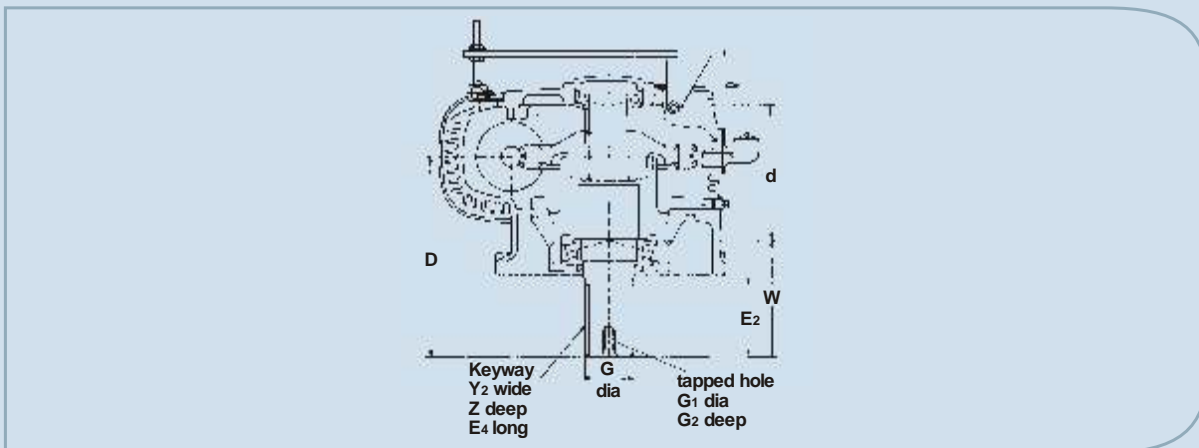 d
D
W
E2
Keyway
Y2 wide
Z deep
E4 long
G
dia
tapped hole
G1 dia
G2 deep